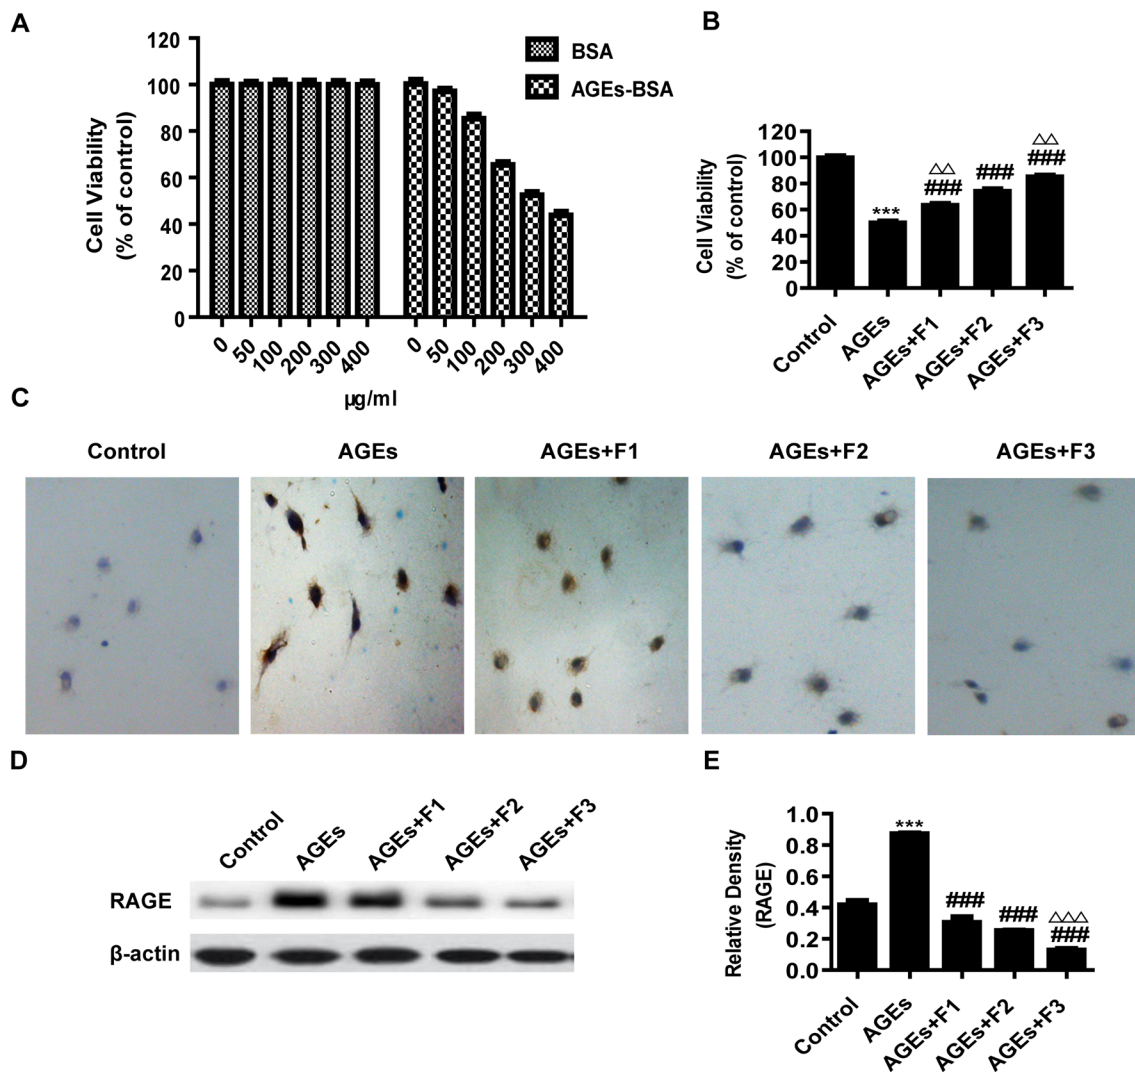 A
120
100
80
60
40
20
0
Cell Viability
(% of control)
BSA
AGEs-BSA
0 50 100 200 300 400 0 50 100 200 300 400
µg/ml
B
120
100
80
60
40
20
0
Cell Viability
(% of control)
△△ △△
*** ### ### ###
Control AGEs AGEs+F1 AGEs+F2 AGEs+F3
C
Control AGEs AGEs+F1 AGEs+F2 AGEs+F3
D
Control AGEs AGEs+F1 AGEs+F2 AGEs+F3
RAGE
β-actin
E
1.0
0.8
0.6
0.4
0.2
0.0
Relative Density
(RAGE)
*** ### ### △△△
###
Control AGEs AGEs+F1 AGEs+F2 AGEs+F3